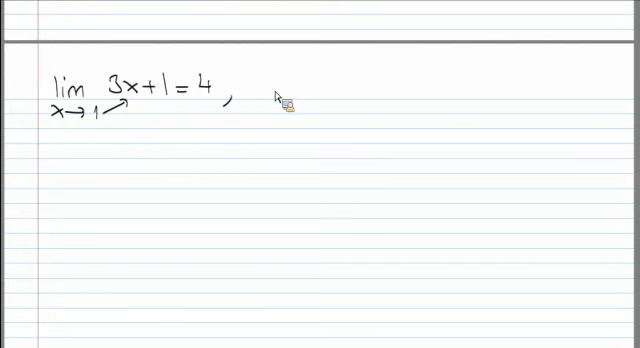 lim 3x+1 = 4,
x→1